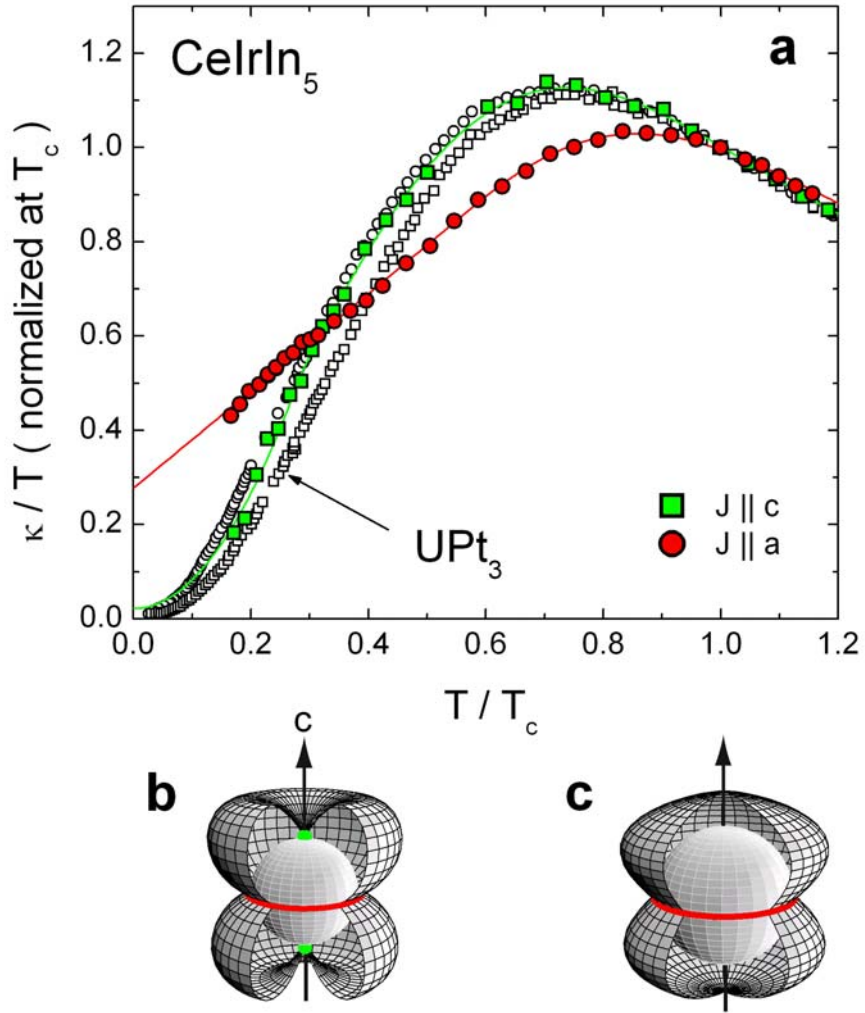 a
CeIrIn5
1.2
1.0
0.8
0.6
0.4
0.2
0.0
κ / T ( normalized at Tc )
UPt3
J || c
J || a
0.0 0.2 0.4 0.6 0.8 1.0 1.2
T / Tc
b
c
c